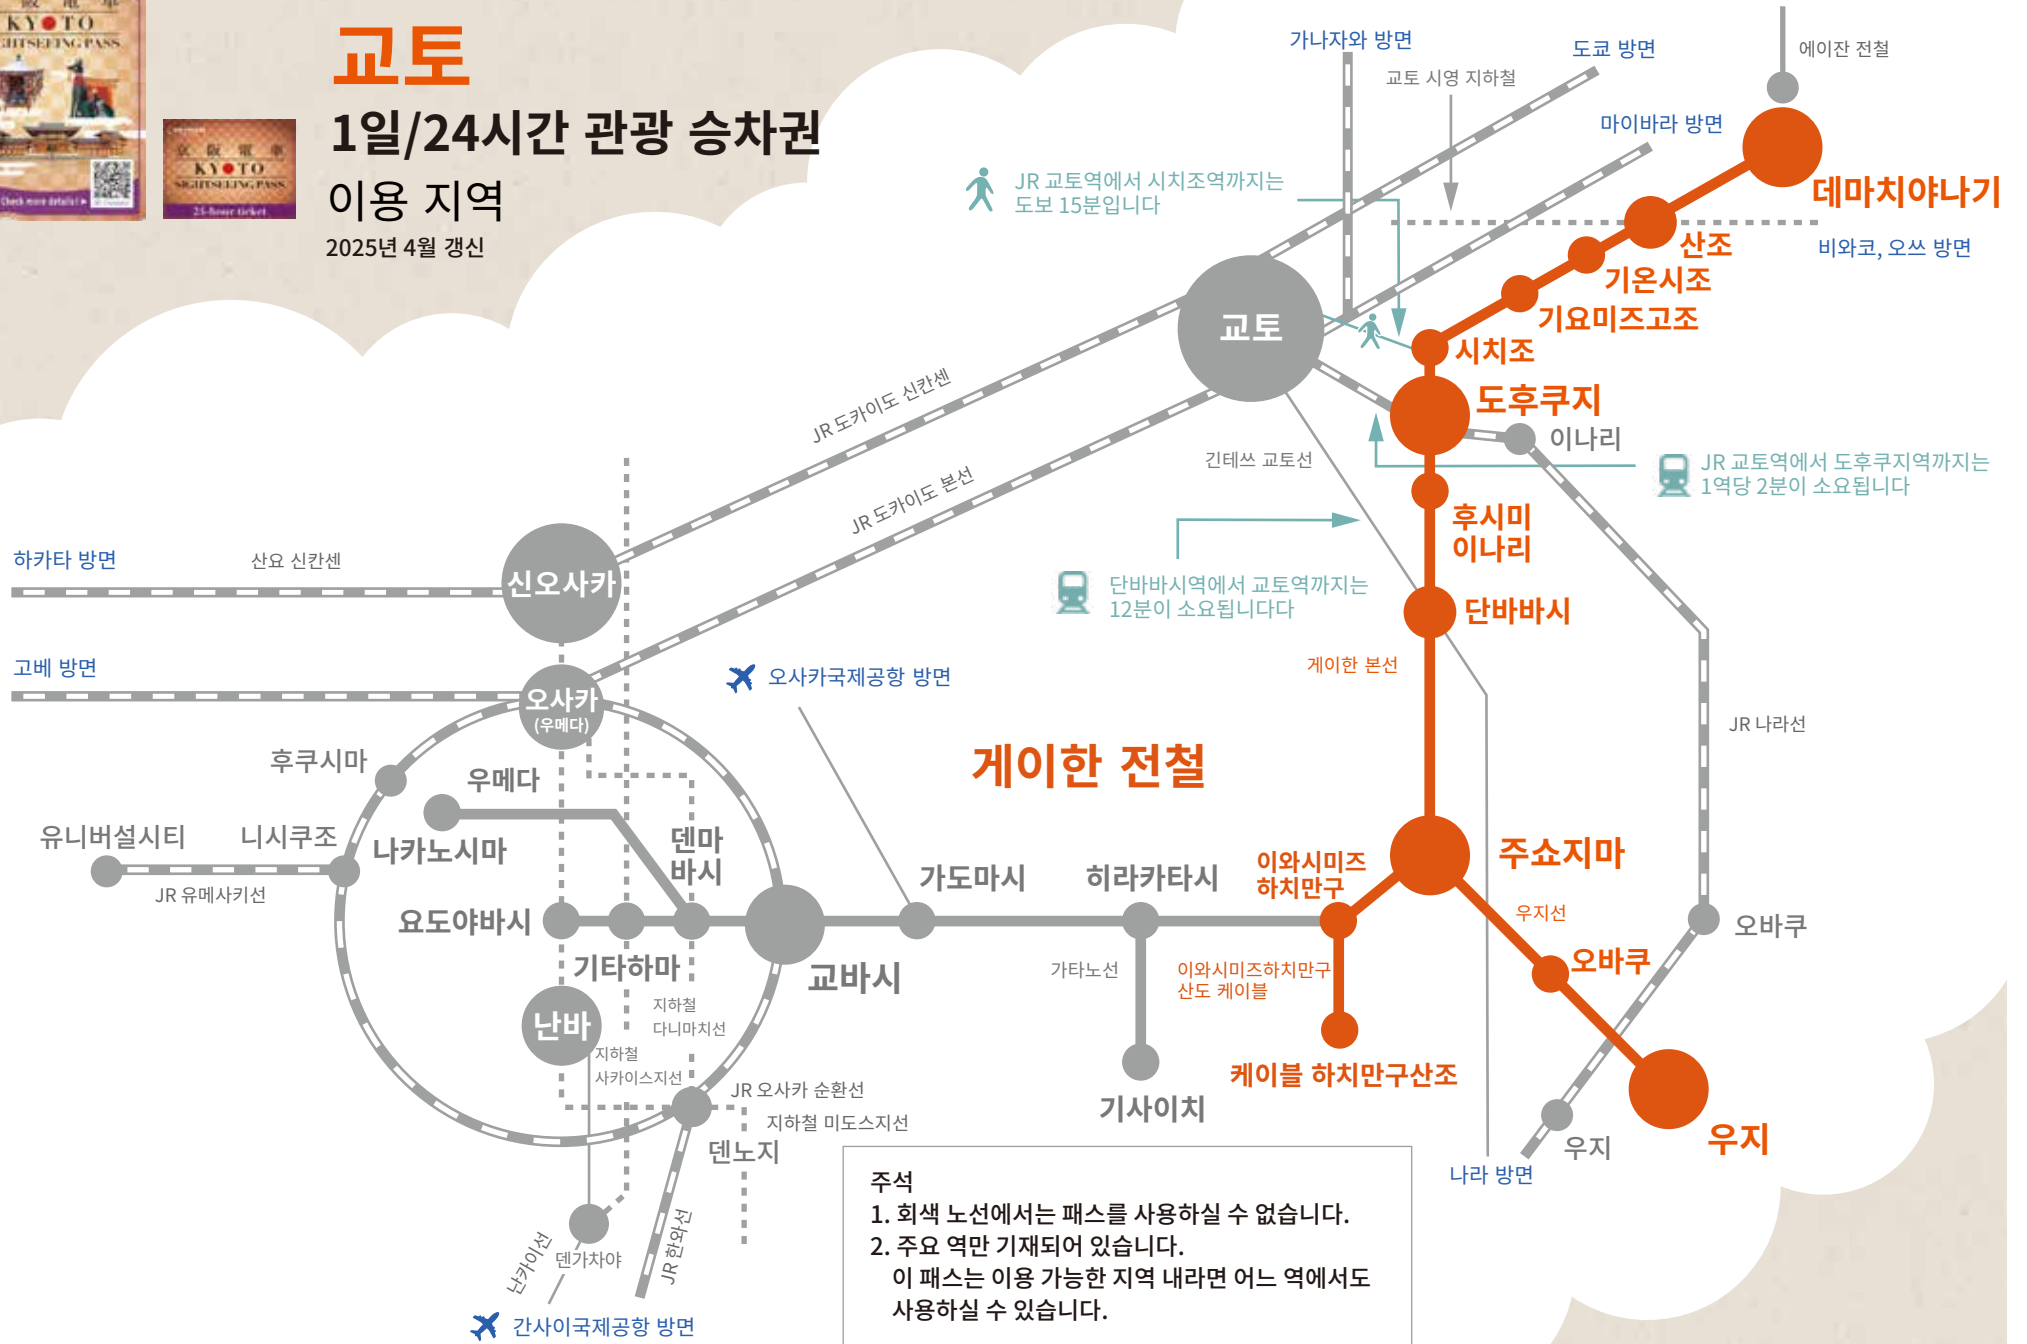 KYOTO
SIGHTSEEING PASS
Check more details!
京阪電車
KYOTO
SIGHTSEEING PASS
24-hour ticket
교토
1일/24시간 관광 승차권
이용 지역
2025년 4월 갱신
가나자와 방면
도쿄 방면
에이잔 전철
교토 시영 지하철
마이바라 방면
JR 교토역에서 시치조역까지는
도보 15분입니다
데마치야나기
산조
비와코, 오쓰 방면
기온시조
기요미즈고조
교토
시치조
JR 도카이도 신칸센
도후쿠지
이나리
긴테쓰 교토선
JR 교토역에서 도후쿠지역까지는
1역당 2분이 소요됩니다
JR 도카이도 본선
후시미
이나리
하카타 방면
산요 신칸센
신오사카
단바바시역에서 교토역까지는
12분이 소요됩니다다
단바바시
고베 방면
오사카
(우메다)
오사카국제공항 방면
게이한 본선
JR 나라선
게이한 전철
후쿠시마
우메다
유니버설시티
니시쿠조
나카노시마
덴마
바시
JR 유메사키선
가도마시
히라카타시
이와시미즈
하치만구
주쇼지마
요도야바시
우지선
오바쿠
기타하마
교바시
가타노선
이와시미즈하치만구
산도 케이블
오바쿠
난바
지하철
다니마치선
지하철
사카이스지선
케이블 하치만구산조
JR 오사카 순환선
기사이치
지하철 미도스지선
우지
우지
덴노지
나라 방면
난카이선
덴가차야
JR 한와선
간사이국제공항 방면
주석
1. 회색 노선에서는 패스를 사용하실 수 없습니다.
2. 주요 역만 기재되어 있습니다.
이 패스는 이용 가능한 지역 내라면 어느 역에서도
사용하실 수 있습니다.